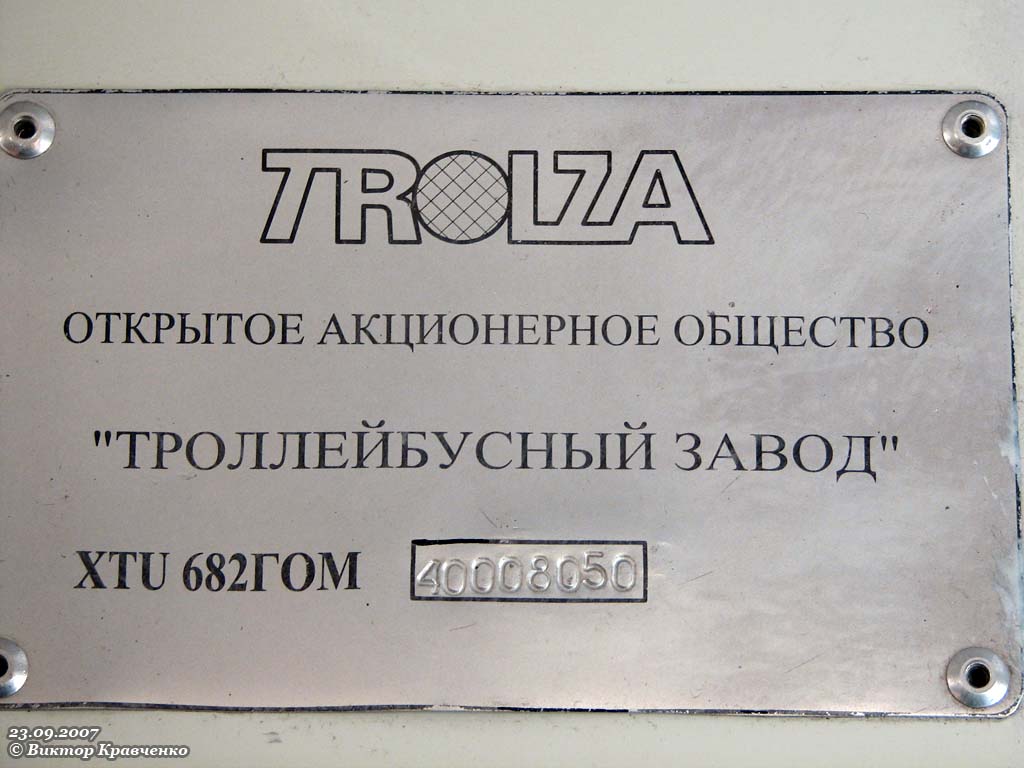 TROLZA
ОТКРЫТОЕ АКЦИОНЕРНОЕ ОБЩЕСТВО
"ТРОЛЛЕЙБУСНЫЙ ЗАВОД"
XTU 682ГОМ 40008050
23.09.2007
© Виктор Кравченко